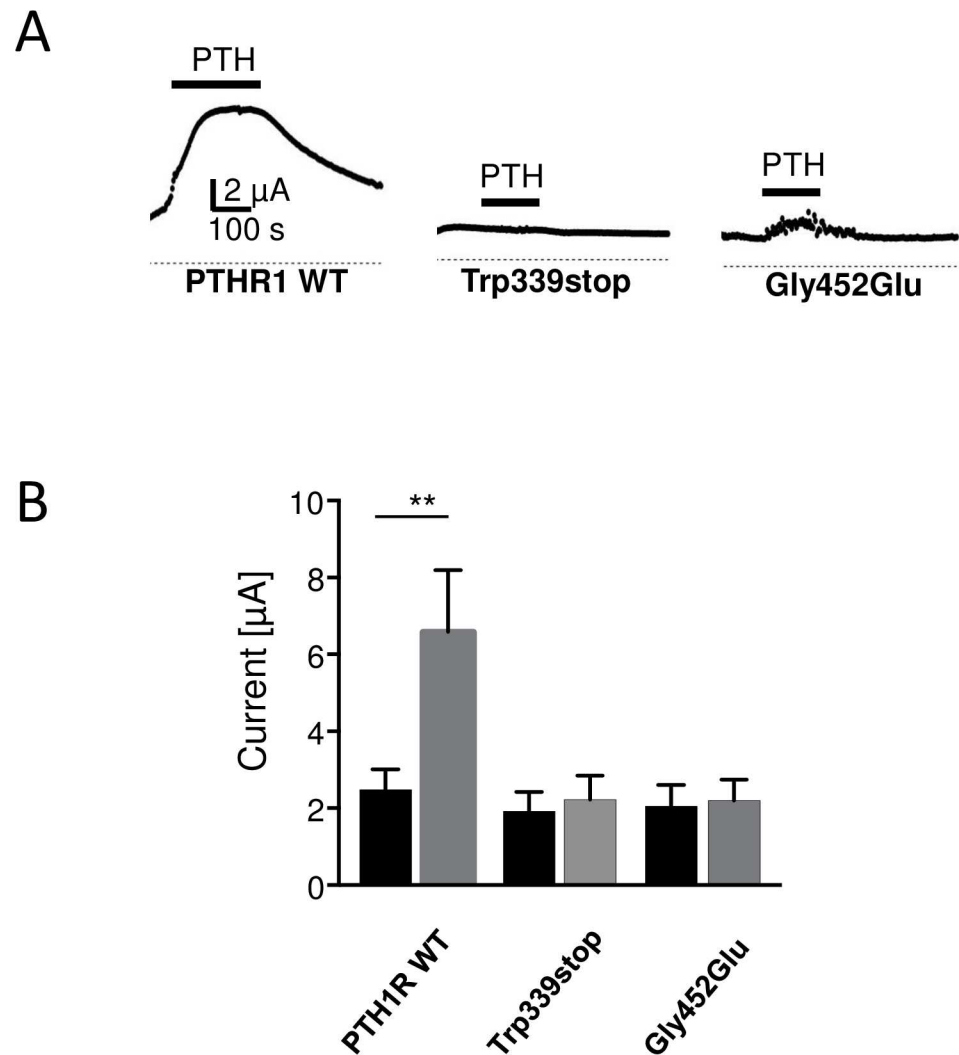 A
PTH
2 µA
100 s
PTHR1 WT
PTH
Trp339stop
PTH
Gly452Glu
B
Current [µA]
10
8
6
4
2
0
**
PTH1R WT
Trp339stop
Gly452Glu